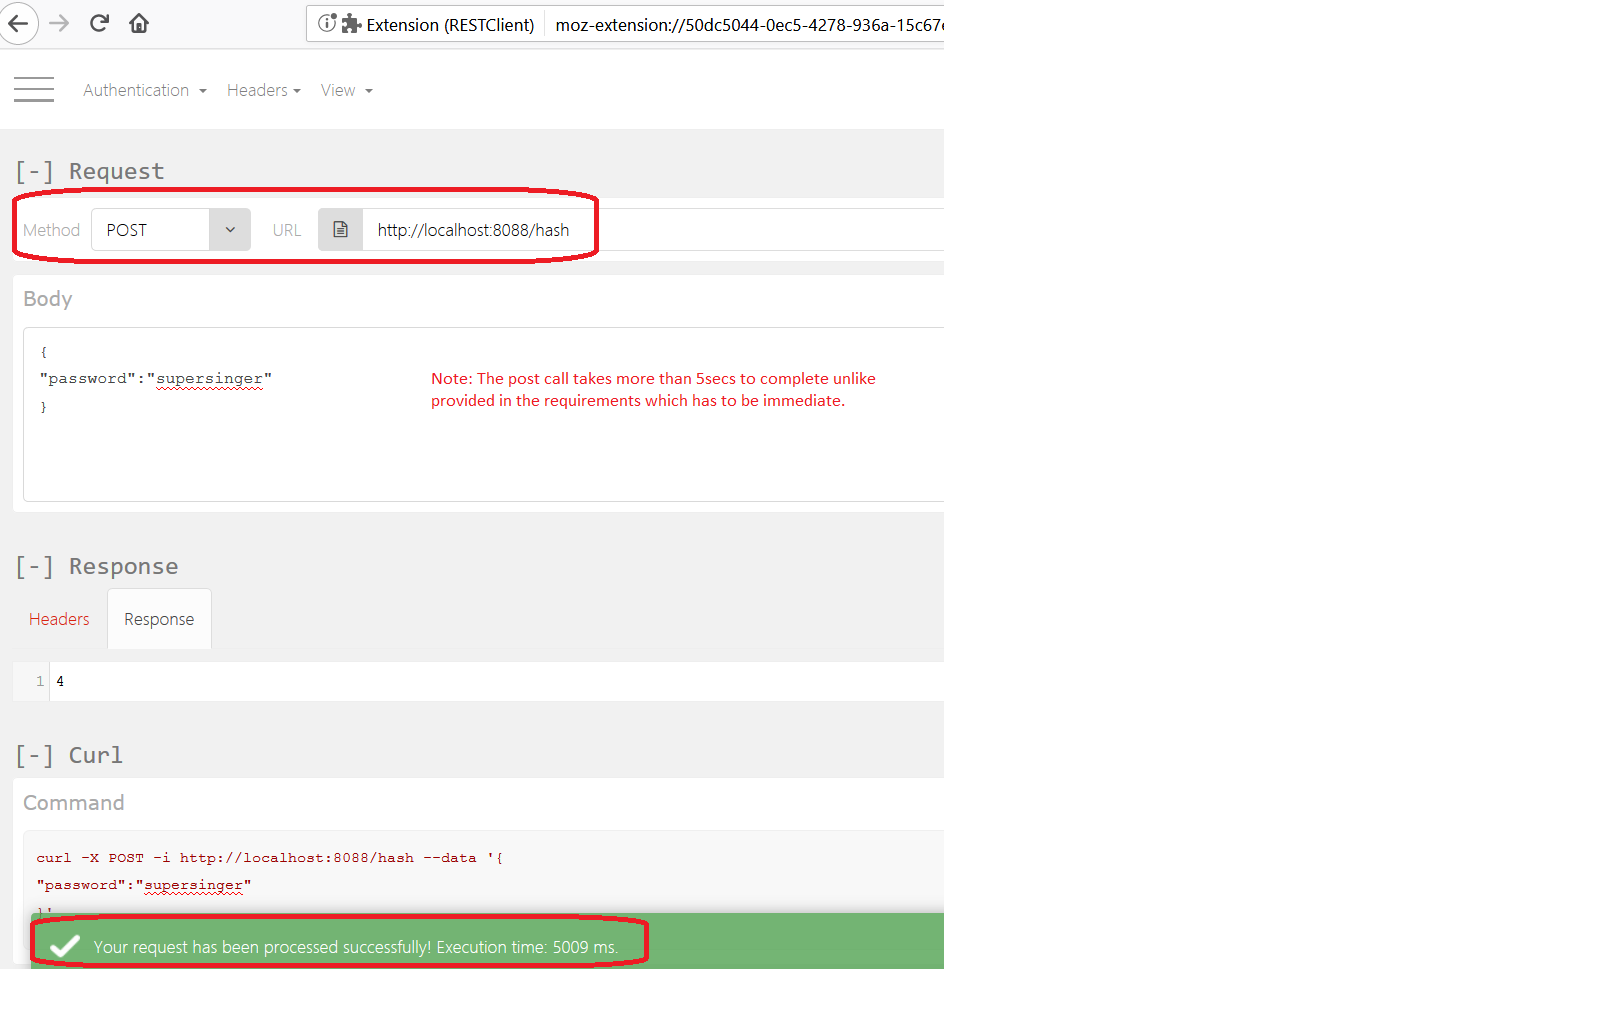 Extension (RESTClient) moz-extension://50dc5044-0ec5-4278-936a-15c67
Authentication Headers View
[-] Request
Method POST URL http://localhost:8088/hash
Body
{
"password":"supersinger"
}
Note: The post call takes more than 5secs to complete unlike
provided in the requirements which has to be immediate.
[-] Response
Headers Response
1 4
[-] Curl
Command
curl -X POST -i http://localhost:8088/hash --data '{
"password":"supersinger"
}'
Your request has been processed successfully! Execution time: 5009 ms.